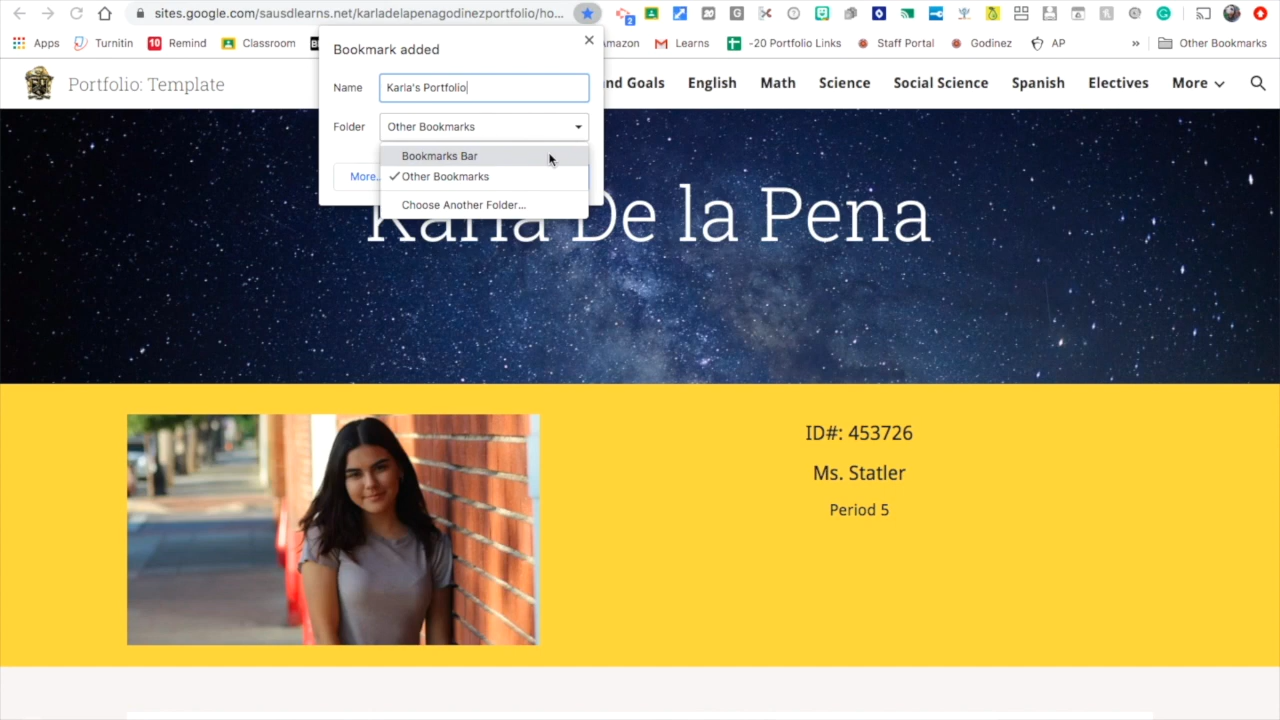 sites.google.com/sausdlearns.net/karladelapenagodinezportfolio/ho...
Apps Turnitin Remind Classroom
mazon Learns -20 Portfolio Links Staff Portal Godinez AP » Other Bookmarks
Bookmark added
Name Karla's Portfolio
Folder Other Bookmarks
Bookmarks Bar
Other Bookmarks
Choose Another Folder...
More..
Portfolio: Template
nd Goals English Math Science Social Science Spanish Electives More
Karla De la Pena
ID#: 453726
Ms. Statler
Period 5